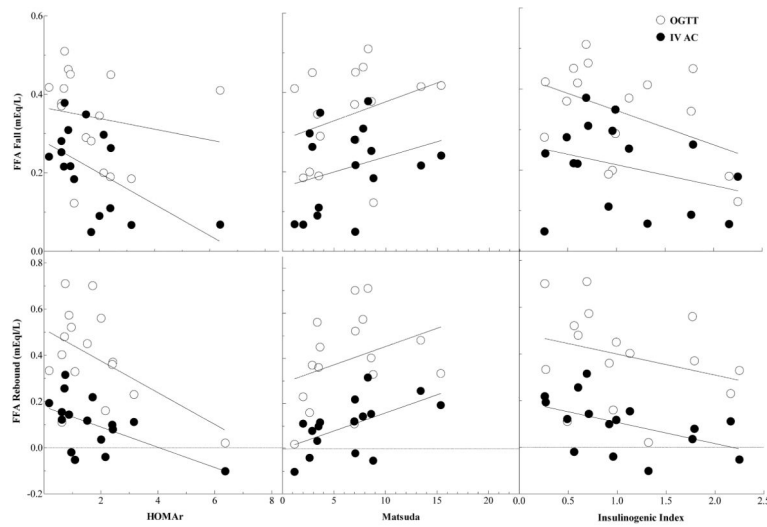 OGTT
IV AC
FFA Fall (mEq/L)
0.6
0.4
0.2
0.0
FFA Rebound (mEql/L)
0.8
0.6
0.4
0.2
0.0
-0.2
0 2 4 6 8
HOMAr
0 5 10 15 20
Matsuda
0.0 0.5 1.0 1.5 2.0 2.5
Insulinogenic Index